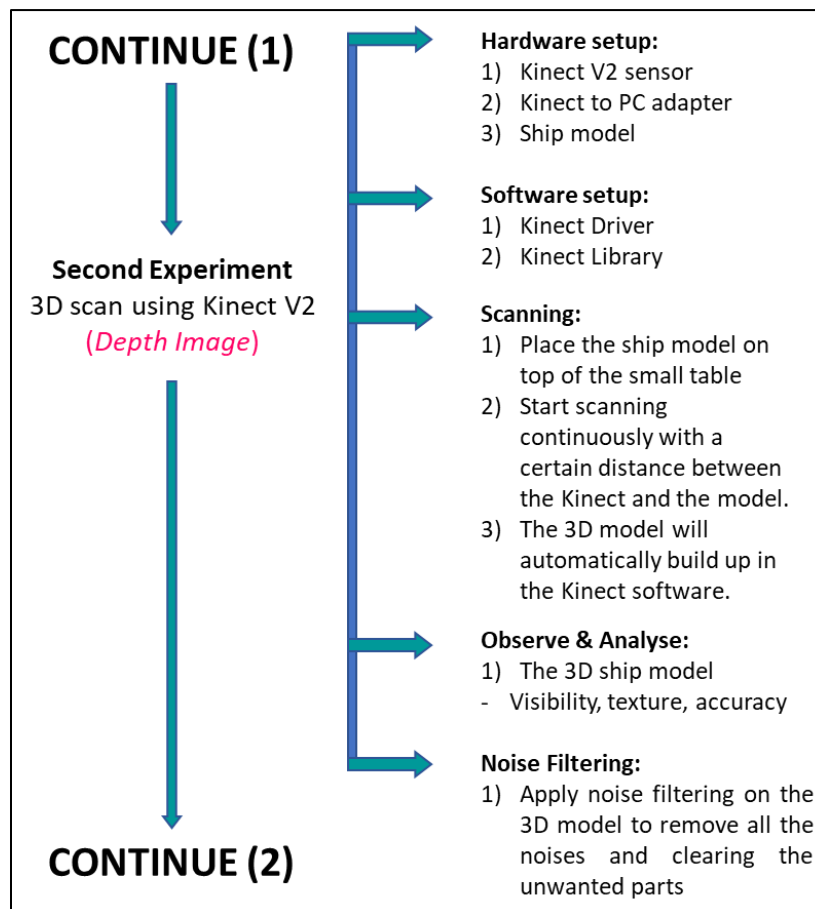 CONTINUE (1)
Second Experiment
3D scan using Kinect V2
(Depth Image)
CONTINUE (2)
Hardware setup:
1) Kinect V2 sensor
2) Kinect to PC adapter
3) Ship model
Software setup:
1) Kinect Driver
2) Kinect Library
Scanning:
1) Place the ship model on
top of the small table
2) Start scanning
continuously with a
certain distance between
the Kinect and the model.
3) The 3D model will
automatically build up in
the Kinect software.
Observe & Analyse:
1) The 3D ship model
- Visibility, texture, accuracy
Noise Filtering:
1) Apply noise filtering on the
3D model to remove all the
noises and clearing the
unwanted parts